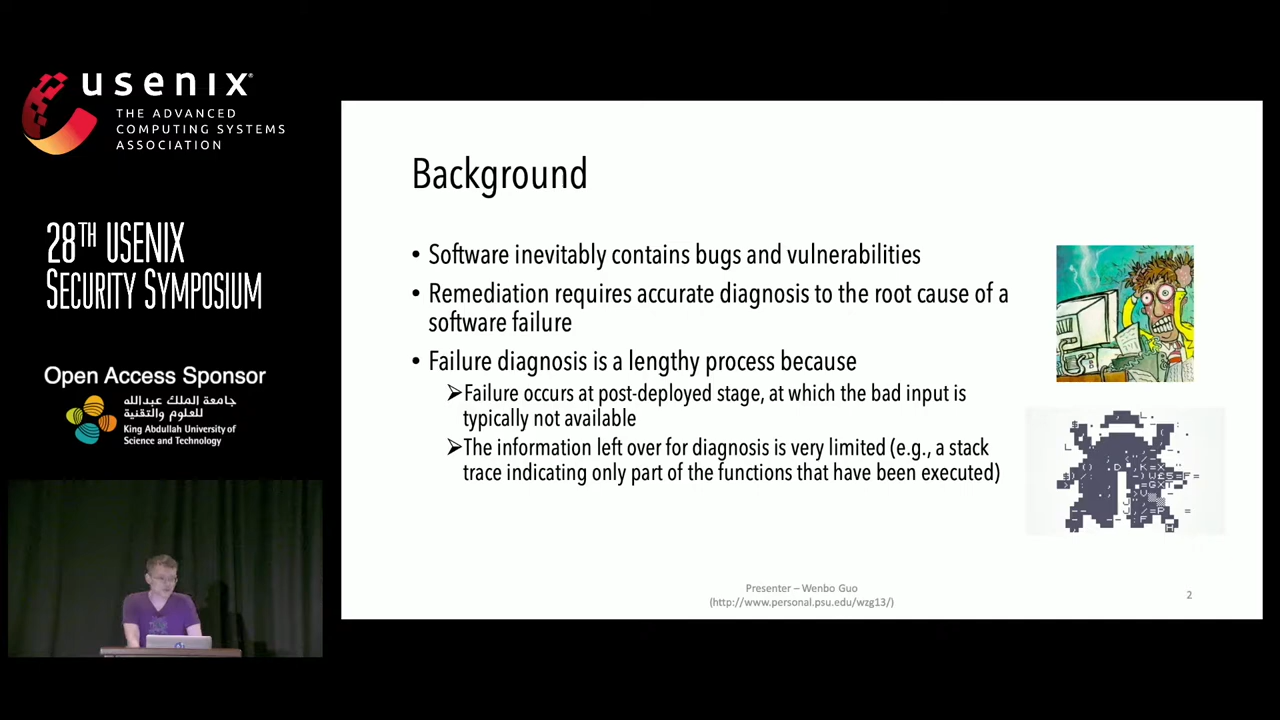 usenix
THE ADVANCED
COMPUTING SYSTEMS
ASSOCIATION
28TH USENIX
SECURITY SYMPOSIUM
Open Access Sponsor
جامعة الملك عبدالله
للعلوم والتقنية
King Abdullah University of
Science and Technology
Background
• Software inevitably contains bugs and vulnerabilities
• Remediation requires accurate diagnosis to the root cause of a
software failure
• Failure diagnosis is a lengthy process because
➢Failure occurs at post-deployed stage, at which the bad input is
typically not available
➢The information left over for diagnosis is very limited (e.g., a stack
trace indicating only part of the functions that have been executed)
Presenter – Wenbo Guo
(http://www.personal.psu.edu/wzg13/)
2